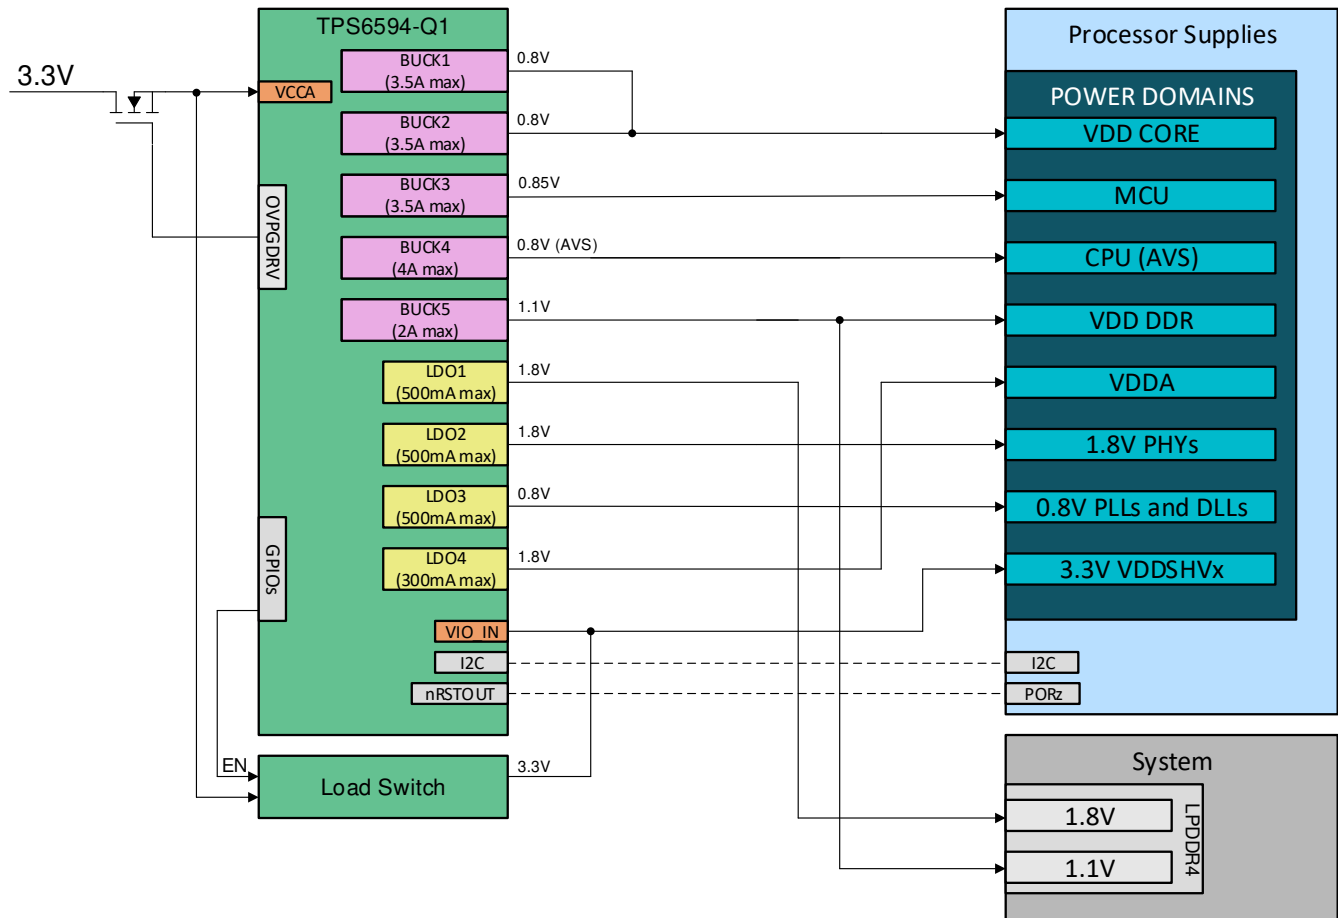 TPS6594-Q1
3.3V
VCCA
OVPGDRV
GPIOs
BUCK1
(3.5A max)
0.8V
BUCK2
(3.5A max)
0.8V
BUCK3
(3.5A max)
0.85V
BUCK4
(4A max)
0.8V (AVS)
BUCK5
(2A max)
1.1V
LDO1
(500mA max)
1.8V
LDO2
(500mA max)
1.8V
LDO3
(500mA max)
0.8V
LDO4
(300mA max)
1.8V
VIO_IN
I2C
nRSTOUT
EN
Load Switch
3.3V
Processor Supplies
POWER DOMAINS
VDD CORE
MCU
CPU (AVS)
VDD DDR
VDDA
1.8V PHYs
0.8V PLLs and DLLs
3.3V VDDSHVx
I2C
PORz
System
1.8V
1.1V
LPDDR4